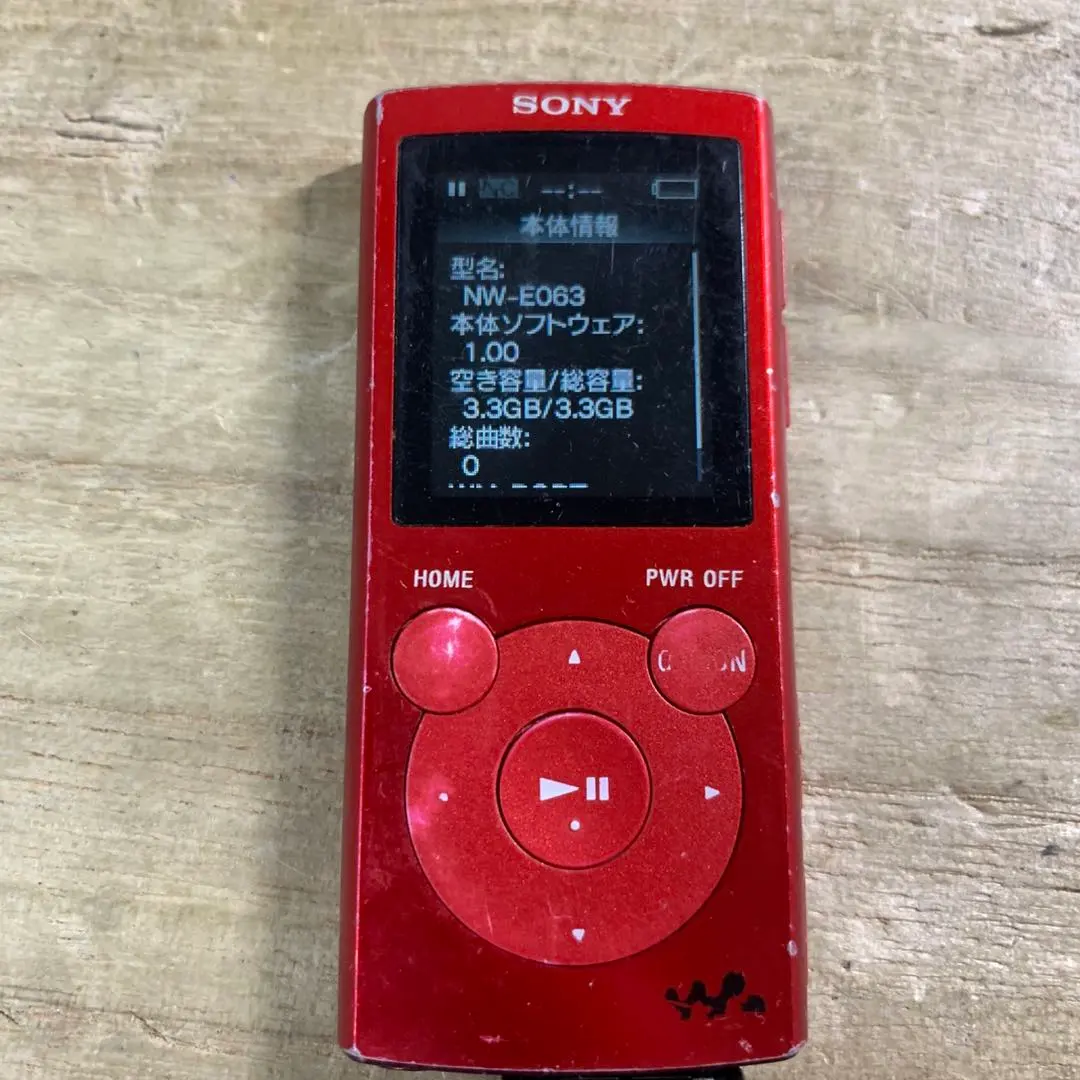 SONY
NC --:--
本体情報
型名:
NW-E063
本体ソフトウェア:
1.00
空き容量/総容量:
3.3GB/3.3GB
総曲数:
0
HOME
PWR OFF